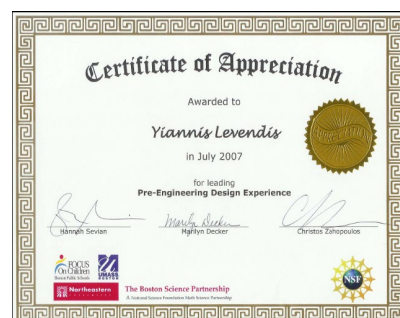 Certificate of Appreciation
Awarded to
Yiannis Levendis
in July 2007
for leading
Pre-Engineering Design Experience
Hannah Sevian
Marilyn Decker
Christos Zahopoulos
FOCUS
On Children
Boston Public Schools
UMASS
BOSTON
Northeastern
UNIVERSITY
The Boston Science Partnership
A National Science Foundation Math Science Partnership
NSF